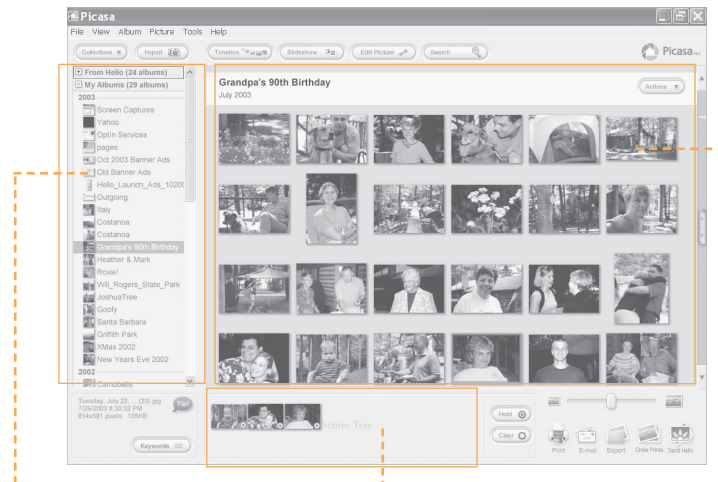 Picasa
File View Album Picture Tools Help
Collections Import Timeline Slideshow Edit Picture Search Picasa
From Hello (24 albums)
My Albums (29 albums)
2003
Screen Captures
Yahoo
OptIn Services
pages
Oct 2003 Banner Ads
Old Banner Ads
Hello_Launch_Ads_10200
Outgoing
Italy
Costanoa
Costanoa
Grandpa's 90th Birthday
Heather & Mark
Roxie!
Will_Rogers_State_Park
JoshuaTree
Goofy
Santa Barbara
Griffith Park
XMas 2002
New Years Eve 2002
2002
Campbells
Grandpa's 90th Birthday
July 2003
Actions
Tuesday, July 22, ... (23).jpg
7/29/2003 8:30:32 PM
814x581 pixels 105KB
Tip!
Keywords
Picture Tray
Hold
Clear
Print E-mail Export Order Prints Send Hello